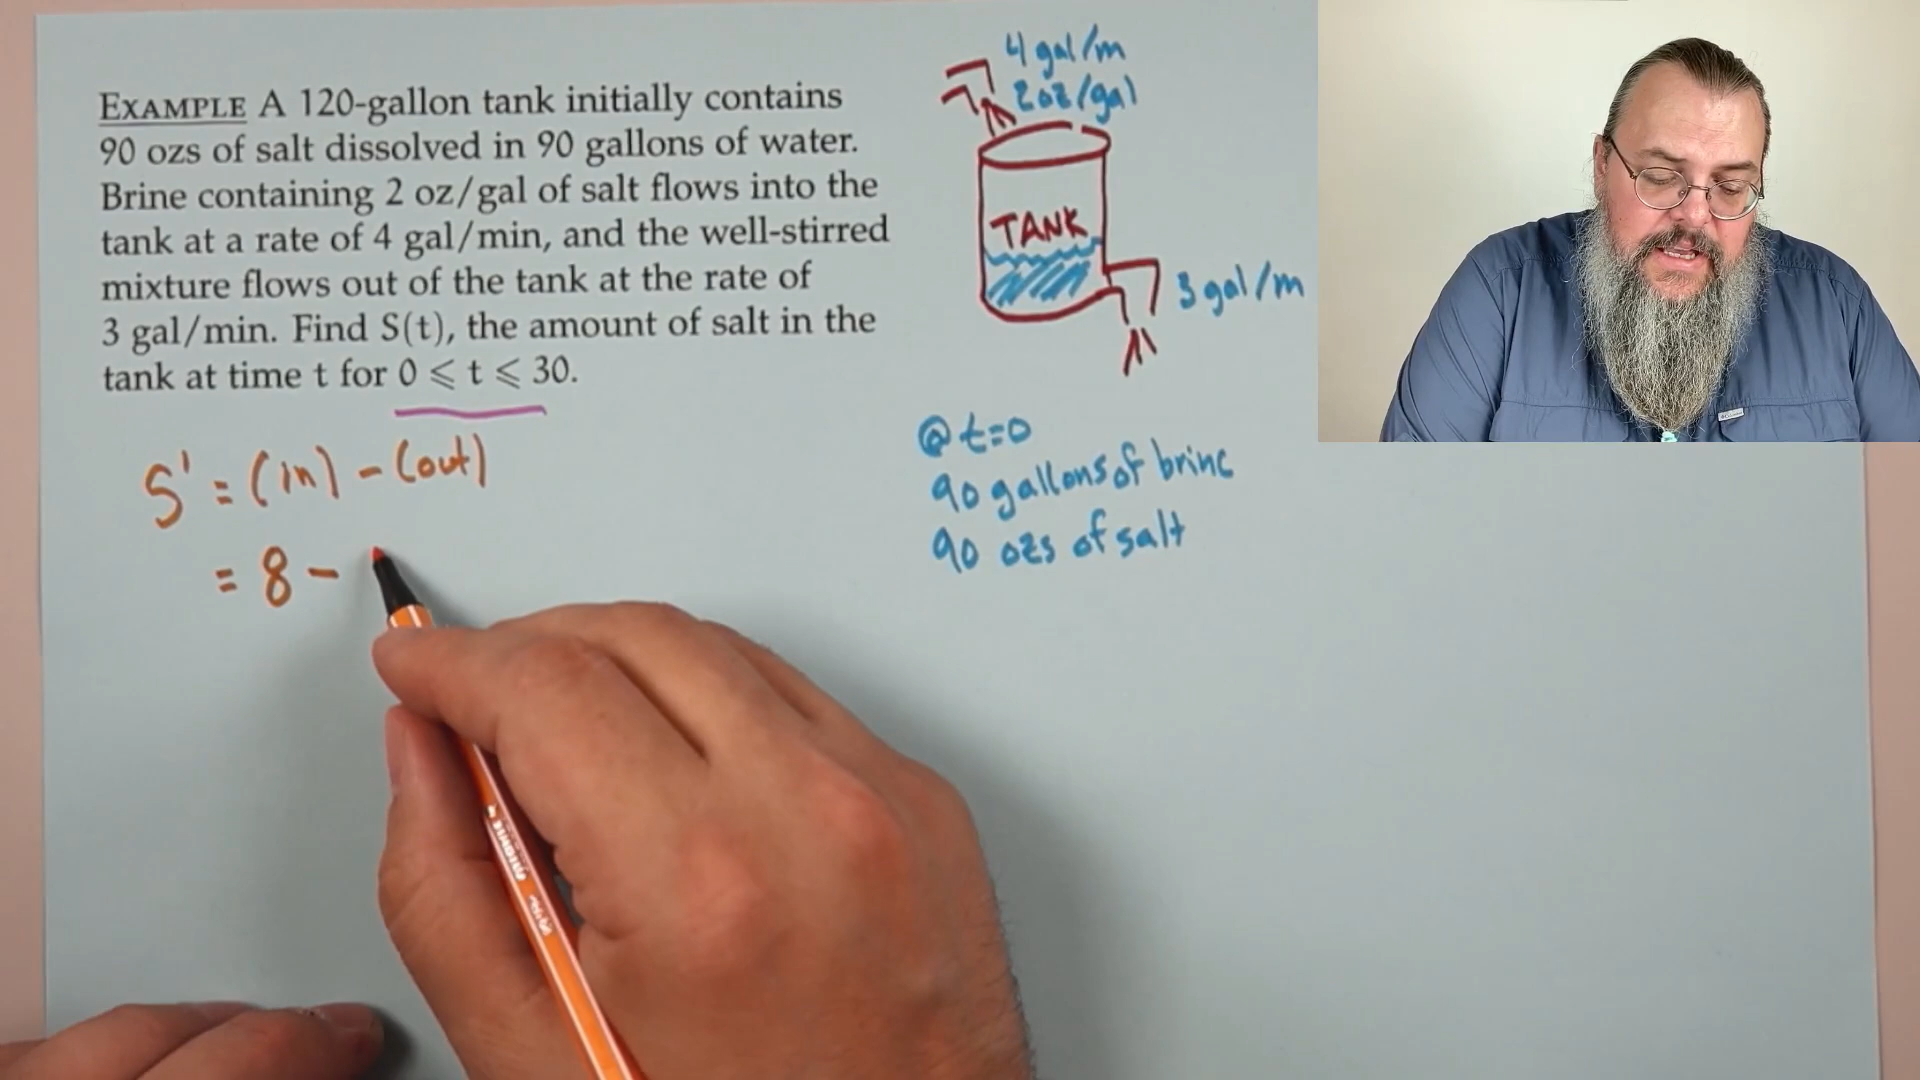 EXAMPLE A 120-gallon tank initially contains
90 ozs of salt dissolved in 90 gallons of water.
Brine containing 2 oz/gal of salt flows into the
tank at a rate of 4 gal/min, and the well-stirred
mixture flows out of the tank at the rate of
3 gal/min. Find S(t), the amount of salt in the
tank at time t for 0 ⩽ t ⩽ 30.
S' = (in) - (out)
= 8 -
4 gal/m
2oz/gal
TANK
3 gal/m
@ t=0
90 gallons of brine
90 ozs of salt